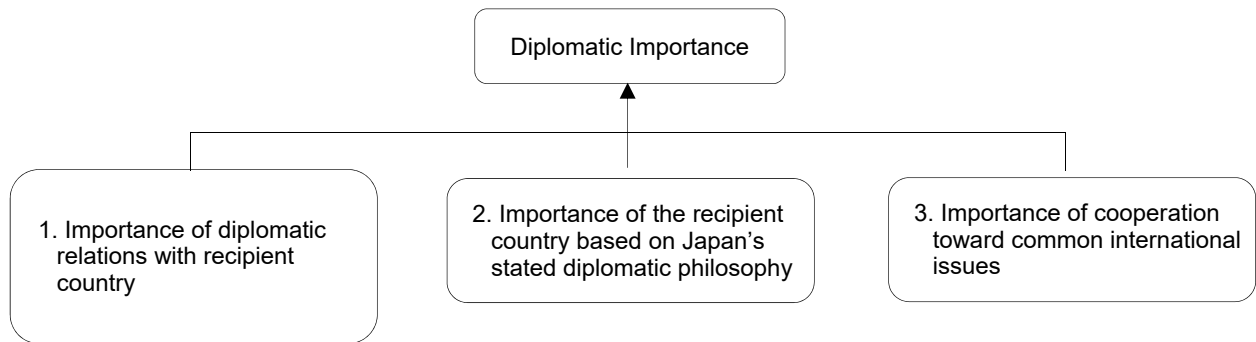 Diplomatic Importance
1. Importance of diplomatic
relations with recipient
country
2. Importance of the recipient
country based on Japan’s
stated diplomatic philosophy
3. Importance of cooperation
toward common international
issues